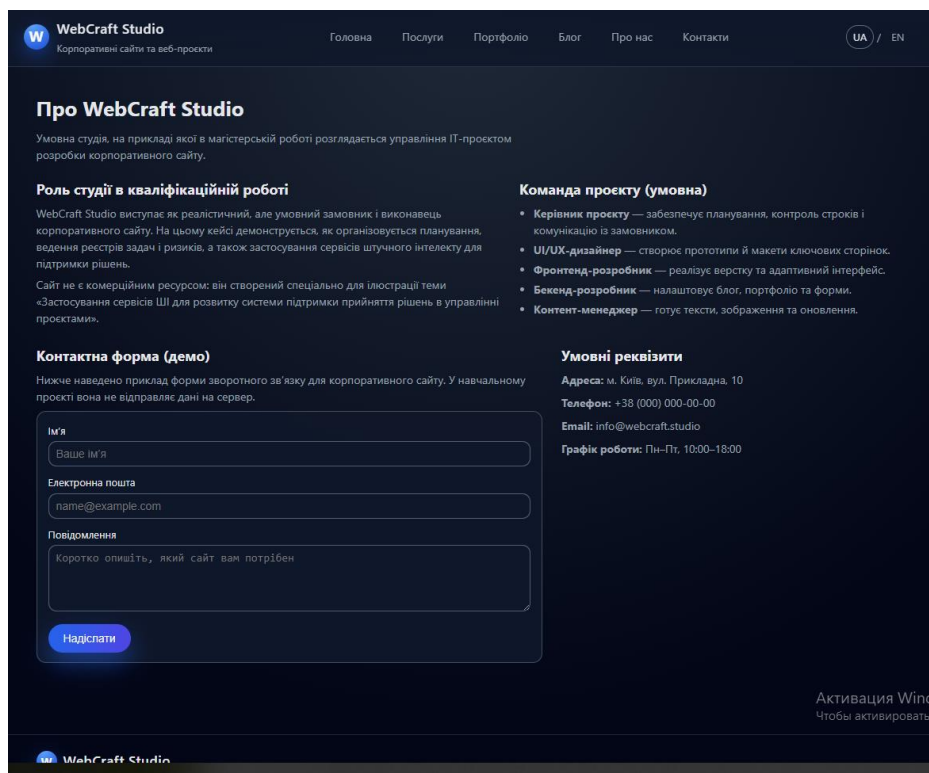 W
WebCraft Studio
Корпоративні сайти та веб-проєкти
Головна Послуги Портфоліо Блог Про нас Контакти
UA / EN
Про WebCraft Studio
Умовна студія, на прикладі якої в магістерській роботі розглядається управління ІТ-проєктом
розробки корпоративного сайту.
Роль студії в кваліфікаційній роботі
WebCraft Studio виступає як реалістичний, але умовний замовник і виконавець
корпоративного сайту. На цьому кейсі демонструється, як організовується планування,
ведення реєстрів задач і ризиків, а також застосування сервісів штучного інтелекту для
підтримки рішень.
Сайт не є комерційним ресурсом: він створений спеціально для ілюстрації теми
«Застосування сервісів ШІ для розвитку системи підтримки прийняття рішень в управлінні
проєктами».
Команда проєкту (умовна)
• Керівник проєкту — забезпечує планування, контроль строків і
комунікацію із замовником.
• UI/UX-дизайнер — створює прототипи й макети ключових сторінок.
• Фронтенд-розробник — реалізує верстку та адаптивний інтерфейс.
• Бекенд-розробник — налаштовує блог, портфоліо та форми.
• Контент-менеджер — готує тексти, зображення та оновлення.
Контактна форма (демо)
Нижче наведено приклад форми зворотного зв'язку для корпоративного сайту. У навчальному
проєкті вона не відправляє дані на сервер.
Ім'я
Ваше ім'я
Електронна пошта
name@example.com
Повідомлення
Коротко опишіть, який сайт вам потрібен
Надіслати
Умовні реквізити
Адреса: м. Київ, вул. Прикладна, 10
Телефон: +38 (000) 000-00-00
Email: info@webcraft.studio
Графік роботи: Пн–Пт, 10:00–18:00
Активация Wind
Чтобы активировать
W WebCraft Studio